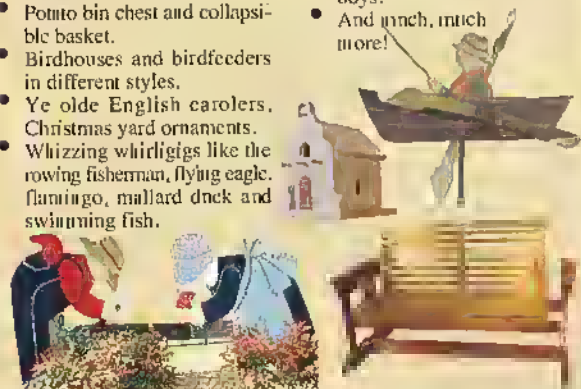 • Potato bin chest and collapsi-
ble basket.
• Birdhouses and birdfeeders
in different styles.
• Ye olde English carolers,
Christmas yard ornaments.
• Whizzing whirligigs like the
rowing fisherman, flying eagle,
flamingo, mallard duck and
swimming fish.
boys!
• And much, much
more!